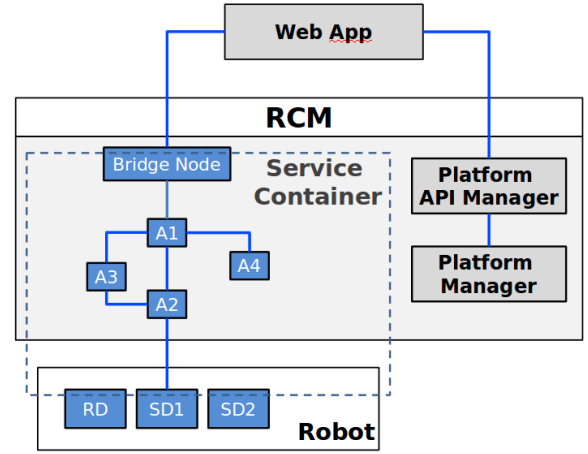 Web App
RCM
Bridge Node
Service
Container
Platform
API Manager
A1
A3
A4
A2
Platform
Manager
RD
SD1
SD2
Robot